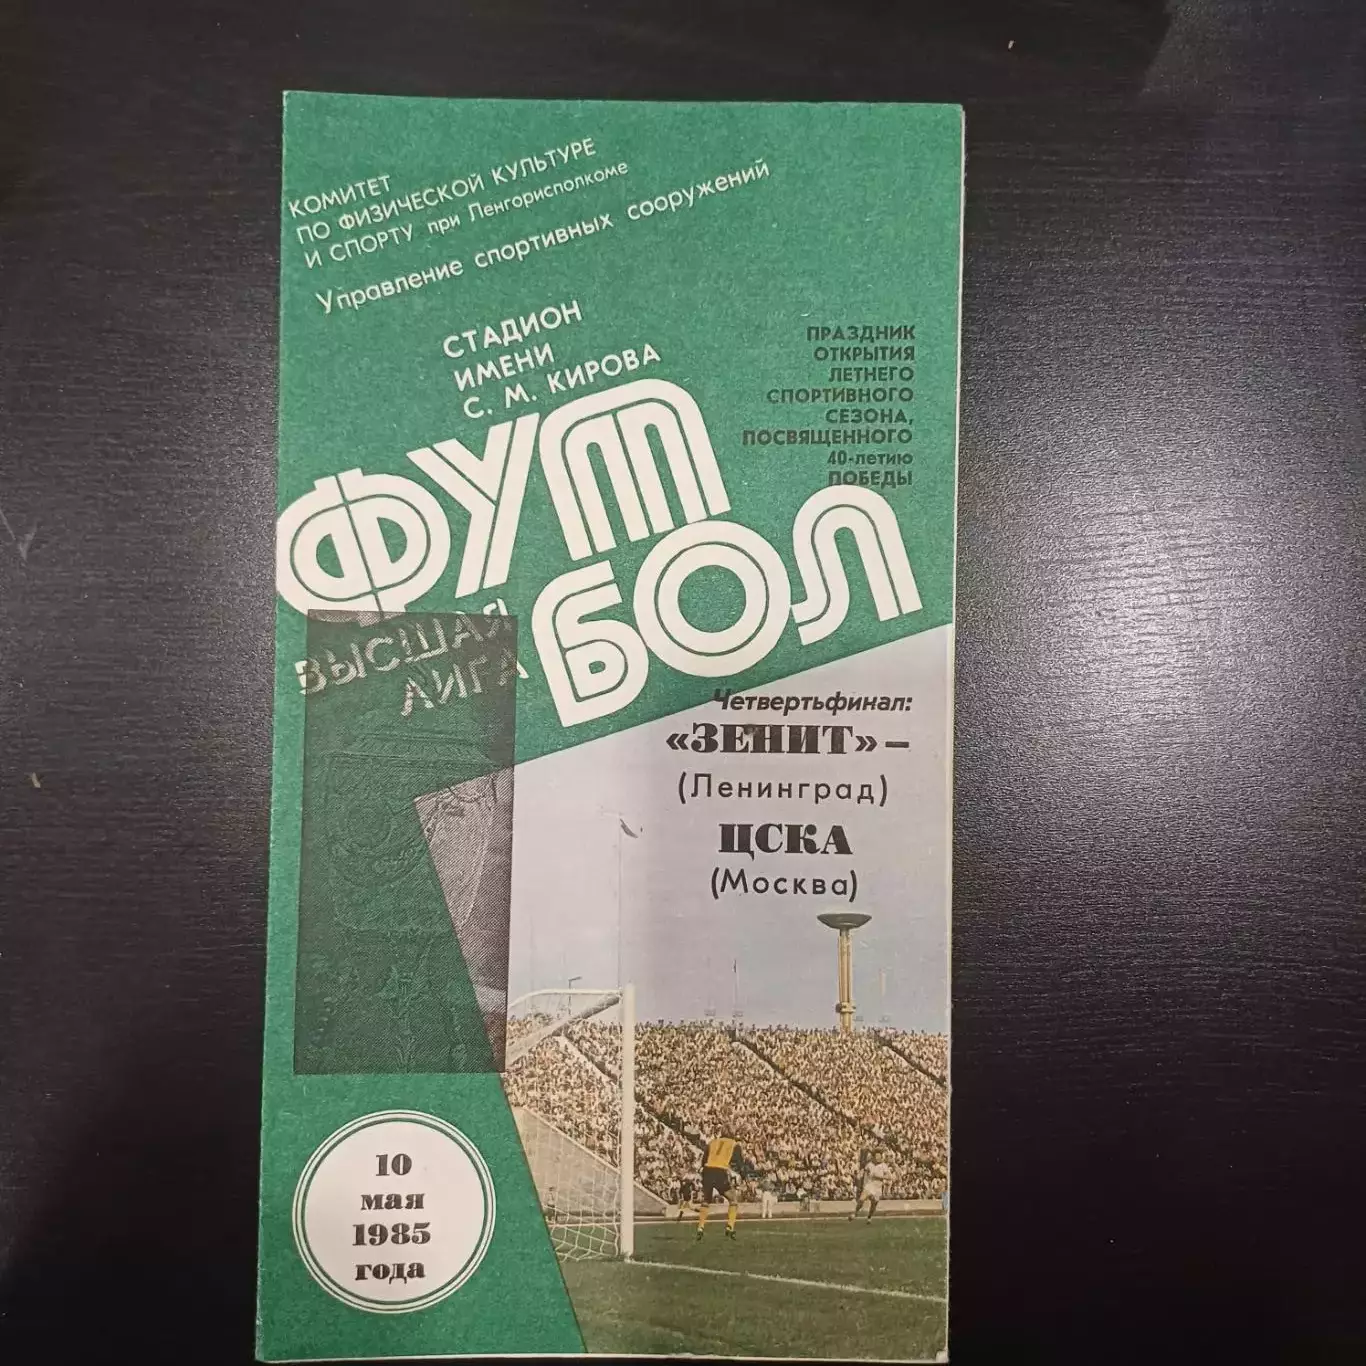 КОМИТЕТ
ПО ФИЗИЧЕСКОЙ КУЛЬТУРЕ
И СПОРТУ при Ленгорисполкоме
Управление спортивных сооружений
СТАДИОН
ИМЕНИ
С. М. КИРОВА
ПРАЗДНИК
ОТКРЫТИЯ
ЛЕТНЕГО
СПОРТИВНОГО
СЕЗОНА,
ПОСВЯЩЕННОГО
40-летию
ПОБЕДЫ
ФУТ
БОЛ
ВЫСШАЯ
ЛИГА
Четвертьфинал:
«ЗЕНИТ» –
(Ленинград)
ЦСКА
(Москва)
10
мая
1985
года